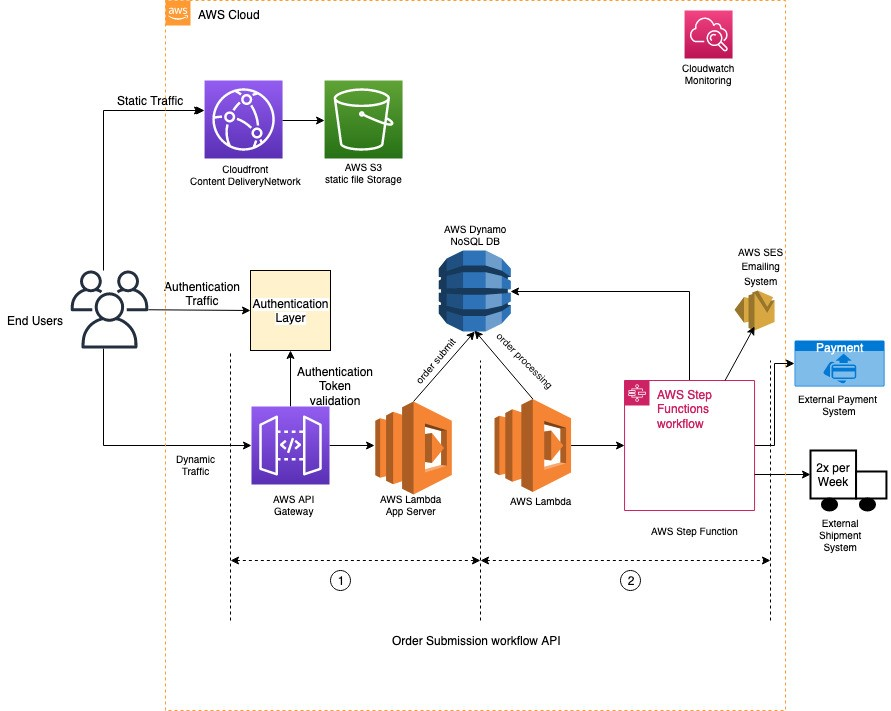 aws
AWS Cloud
Cloudwatch
Monitoring
Static Traffic
Cloudfront
Content DeliveryNetwork
AWS S3
static file Storage
AWS Dynamo
NoSQL DB
AWS SES
Emailing
System
Authentication
Traffic
Authentication
Layer
End Users
order submit
order processing
Payment
External Payment
System
Authentication
Token
validation
AWS Step
Functions
workflow
Dynamic
Traffic
</>
AWS API
Gateway
AWS Lambda
App Server
AWS Lambda
2x per
Week
AWS Step Function
External
Shipment
System
1
2
Order Submission workflow API